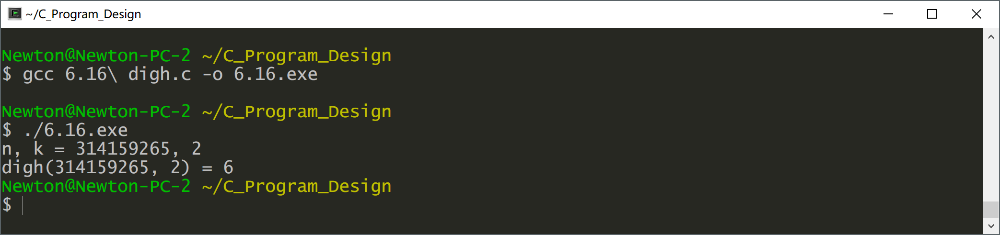 ~/C_Program_Design
Newton@Newton-PC-2 ~/C_Program_Design
$ gcc 6.16\ digh.c -o 6.16.exe
Newton@Newton-PC-2 ~/C_Program_Design
$ ./6.16.exe
n, k = 314159265, 2
digh(314159265, 2) = 6
Newton@Newton-PC-2 ~/C_Program_Design
$